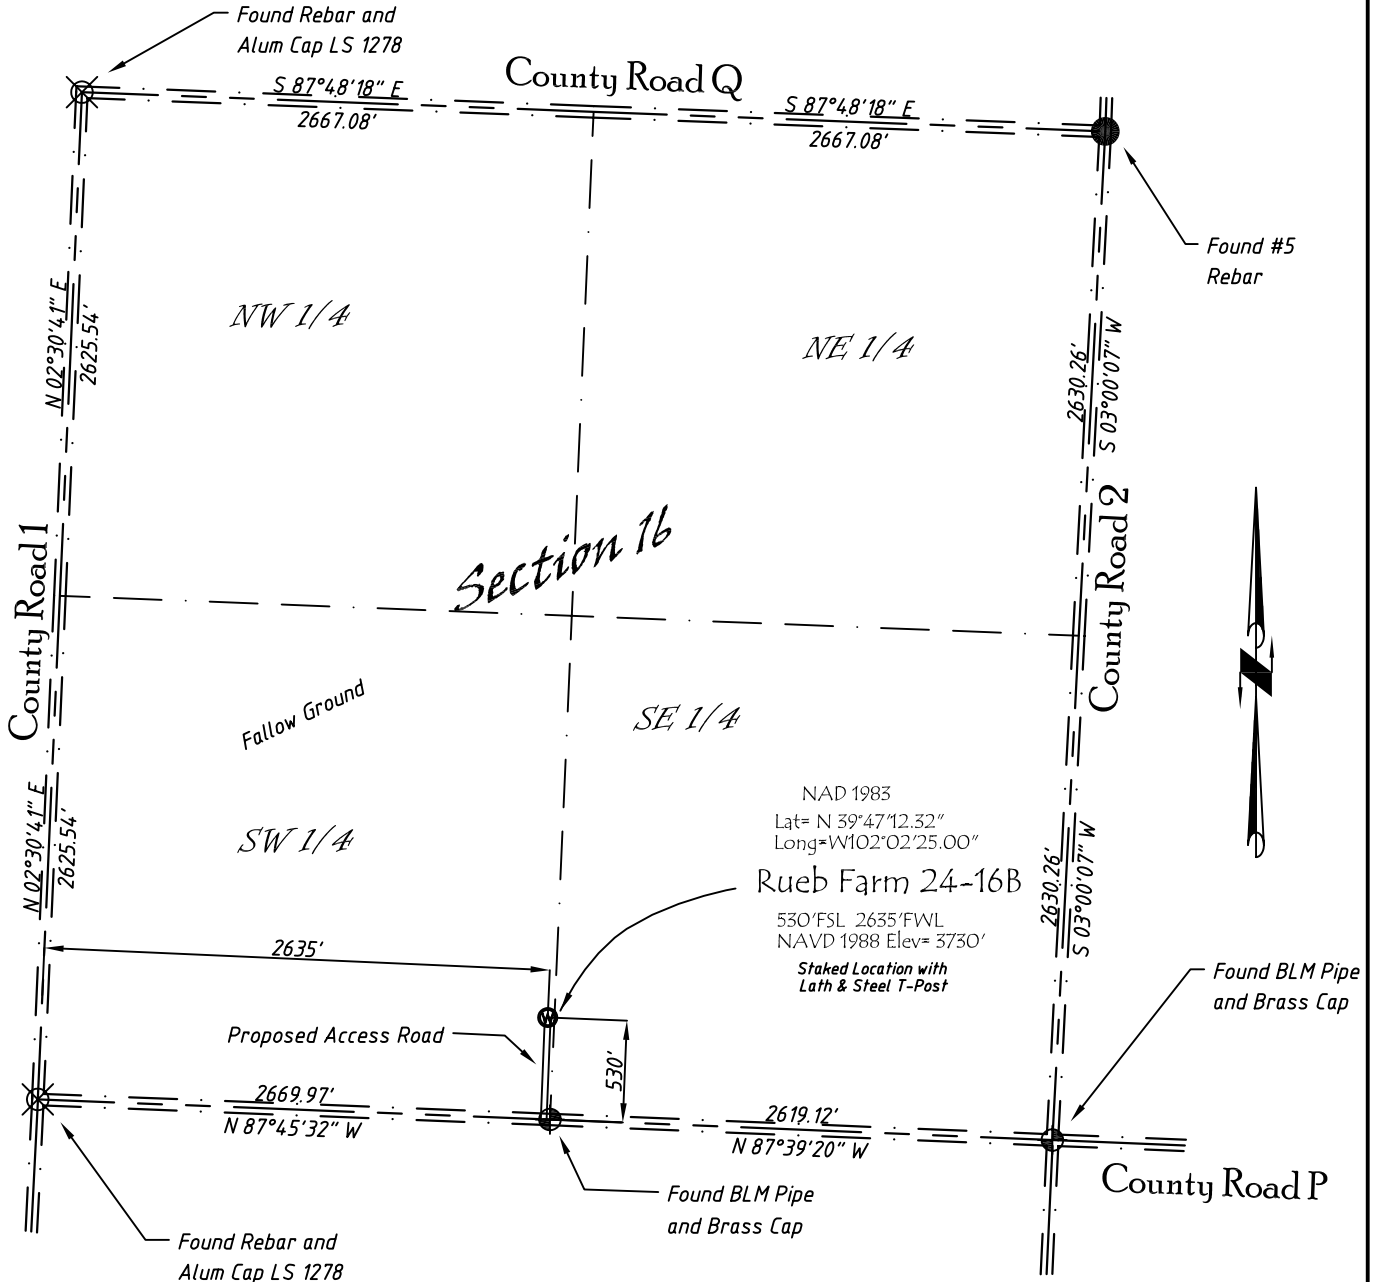 Found Rebar and
Alum Cap LS 1278
County Road Q
S 87°48'18" E
2667.08'
S 87°48'18" E
2667.08'
Found #5
Rebar
N 02°30'41" E
2625.54'
NW 1/4
NE 1/4
2630.26'
S 03°00'07" W
Section 16
County Road 1
County Road 2
N
Fallow Ground
SE 1/4
N 02°30'41" E
2625.54'
SW 1/4
NAD 1983
Lat= N 39°47'12.32"
Long=W102°02'25.00"
Rueb Farm 24-16B
530'FSL 2635'FWL
NAVD 1988 Elev= 3730'
Staked Location with
Lath & Steel T-Post
2630.26'
S 03°00'07" W
2635'
Found BLM Pipe
and Brass Cap
W
Proposed Access Road
530'
2669.97'
N 87°45'32" W
2619.12'
N 87°39'20" W
County Road P
Found BLM Pipe
and Brass Cap
Found Rebar and
Alum Cap LS 1278